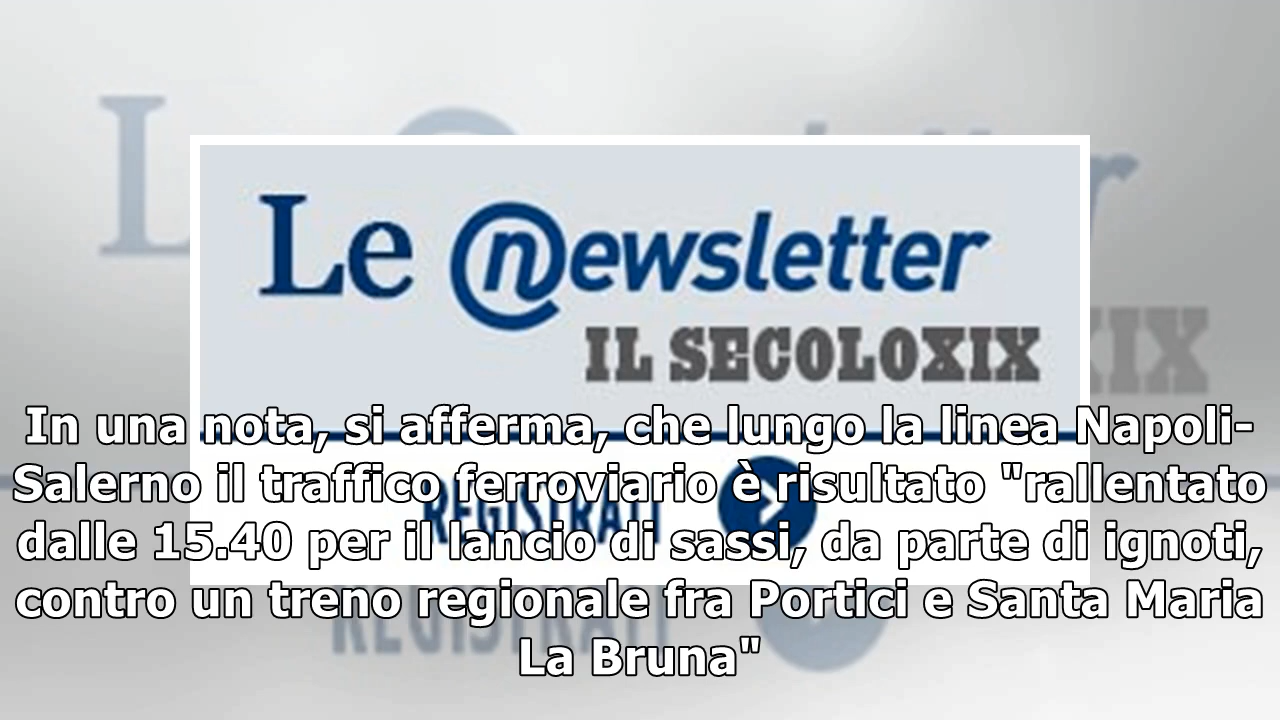 Le @newsletter
IL SECOLOXIX
In una nota, si afferma, che lungo la linea Napoli-
Salerno il traffico ferroviario è risultato "rallentato
REGISTRATI
dalle 15.40 per il lancio di sassi, da parte di ignoti,
contro un treno regionale fra Portici e Santa Maria
La Bruna"